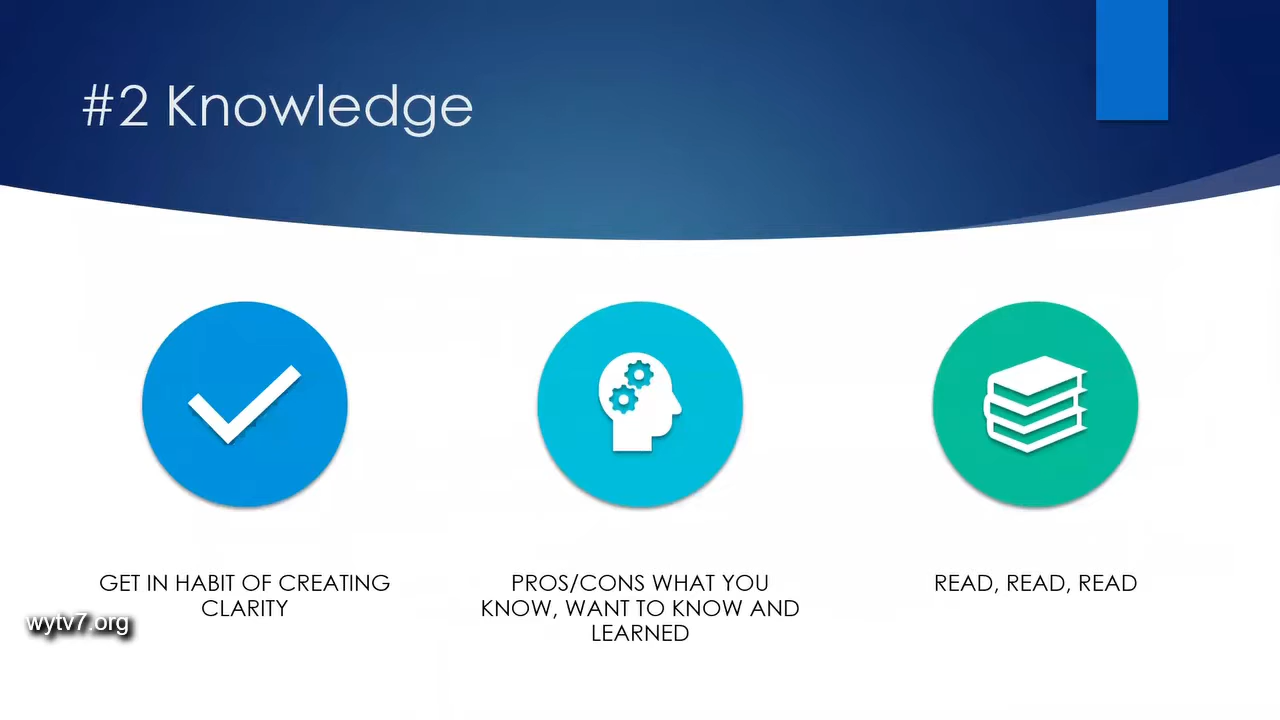 #2 Knowledge
GET IN HABIT OF CREATING
CLARITY
PROS/CONS WHAT YOU
KNOW, WANT TO KNOW AND
LEARNED
READ, READ, READ
wytv7.org